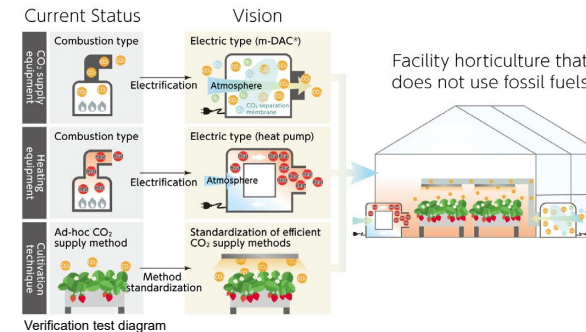 Current Status
Vision
CO₂ supply
equipment
Combustion type
Electrification
Electric type (m-DAC®)
Atmosphere
CO₂ separation
membrane
Facility horticulture that
does not use fossil fuels
Heating
equipment
Combustion type
Electrification
Electric type (heat pump)
Atmosphere
Cultivation
technique
Ad-hoc CO₂
supply method
Method
standardization
Standardization of efficient
CO₂ supply methods
Verification test diagram